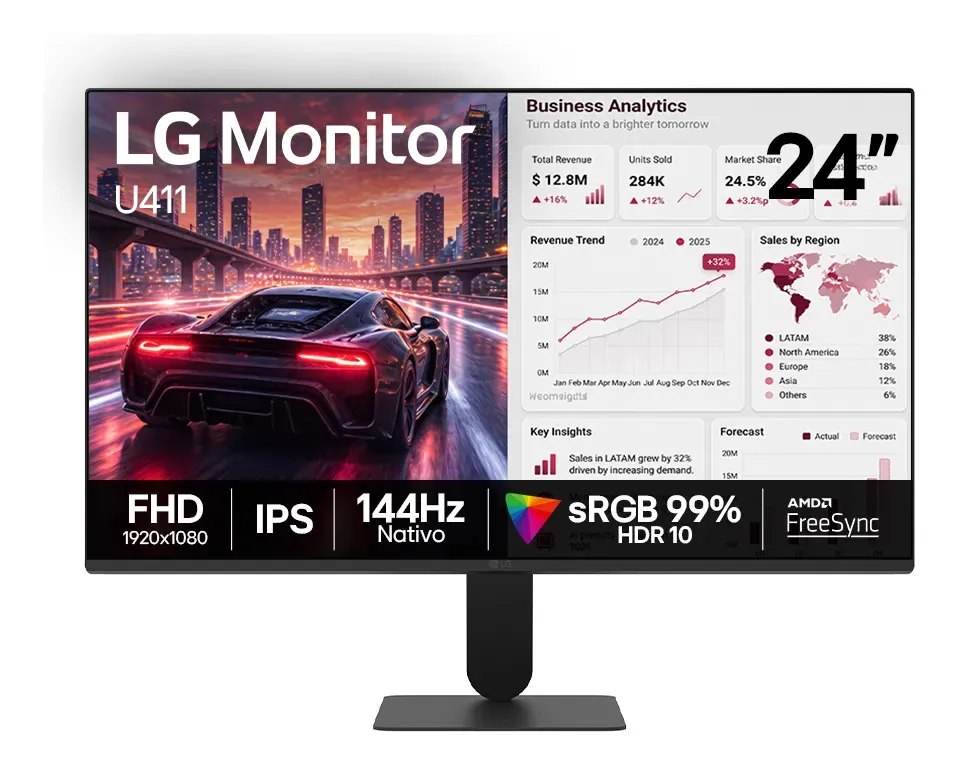 LG Monitor
U411
24”
Business Analytics
Turn data into a brighter tomorrow
Total Revenue
$ 12.8M
▲ +16%
Units Sold
284K
▲ +12%
Market Share
24.5%
▲ +3.2%p
Revenue Trend
2024
2025
+32%
20M
15M
10M
5M
0M
Jan Feb Mar Apr May Jun Jul Aug Sep Oct Nov Dec
Sales by Region
LATAM 38%
North America 26%
Europe 18%
Asia 12%
Others 6%
Key Insights
Sales in LATAM grew by 32%
driven by increasing demand.
Forecast
Actual
Forecast
20M
15M
FHD
1920x1080
IPS
144Hz
Nativo
sRGB 99%
HDR 10
AMD
FreeSync
LG